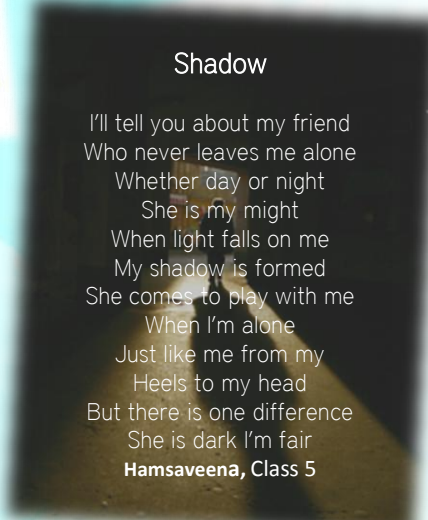 Shadow
I'll tell you about my friend
Who never leaves me alone
Whether day or night
She is my might
When light falls on me
My shadow is formed
She comes to play with me
When I'm alone
Just like me from my
Heels to my head
But there is one difference
She is dark I'm fair
Hamsaveena, Class 5